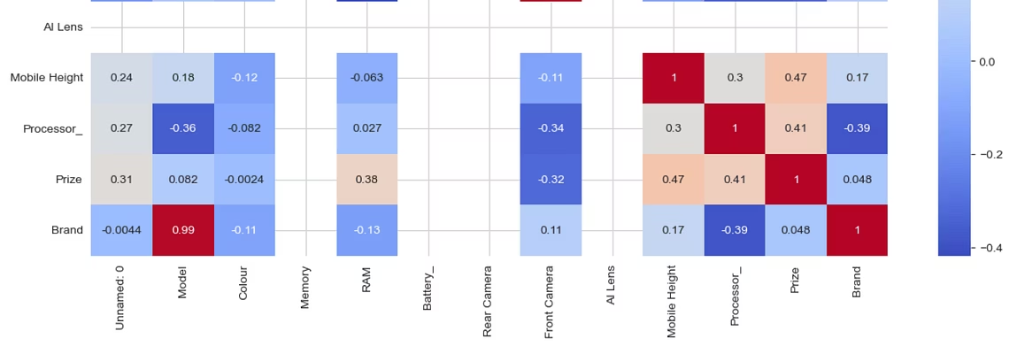 AI Lens
Mobile Height 0.24 0.18 -0.12 -0.063 -0.11 1 0.3 0.47 0.17
Processor_ 0.27 -0.36 -0.082 0.027 -0.34 0.3 1 0.41 -0.39
Prize 0.31 0.082 -0.0024 0.38 -0.32 0.47 0.41 1 0.048
Brand -0.0044 0.99 -0.11 -0.13 0.11 0.17 -0.39 0.048 1
Unnamed: 0
Model
Colour
Memory
RAM
Battery_
Rear Camera
Front Camera
AI Lens
Mobile Height
Processor_
Prize
Brand
0.0
−0.2
−0.4